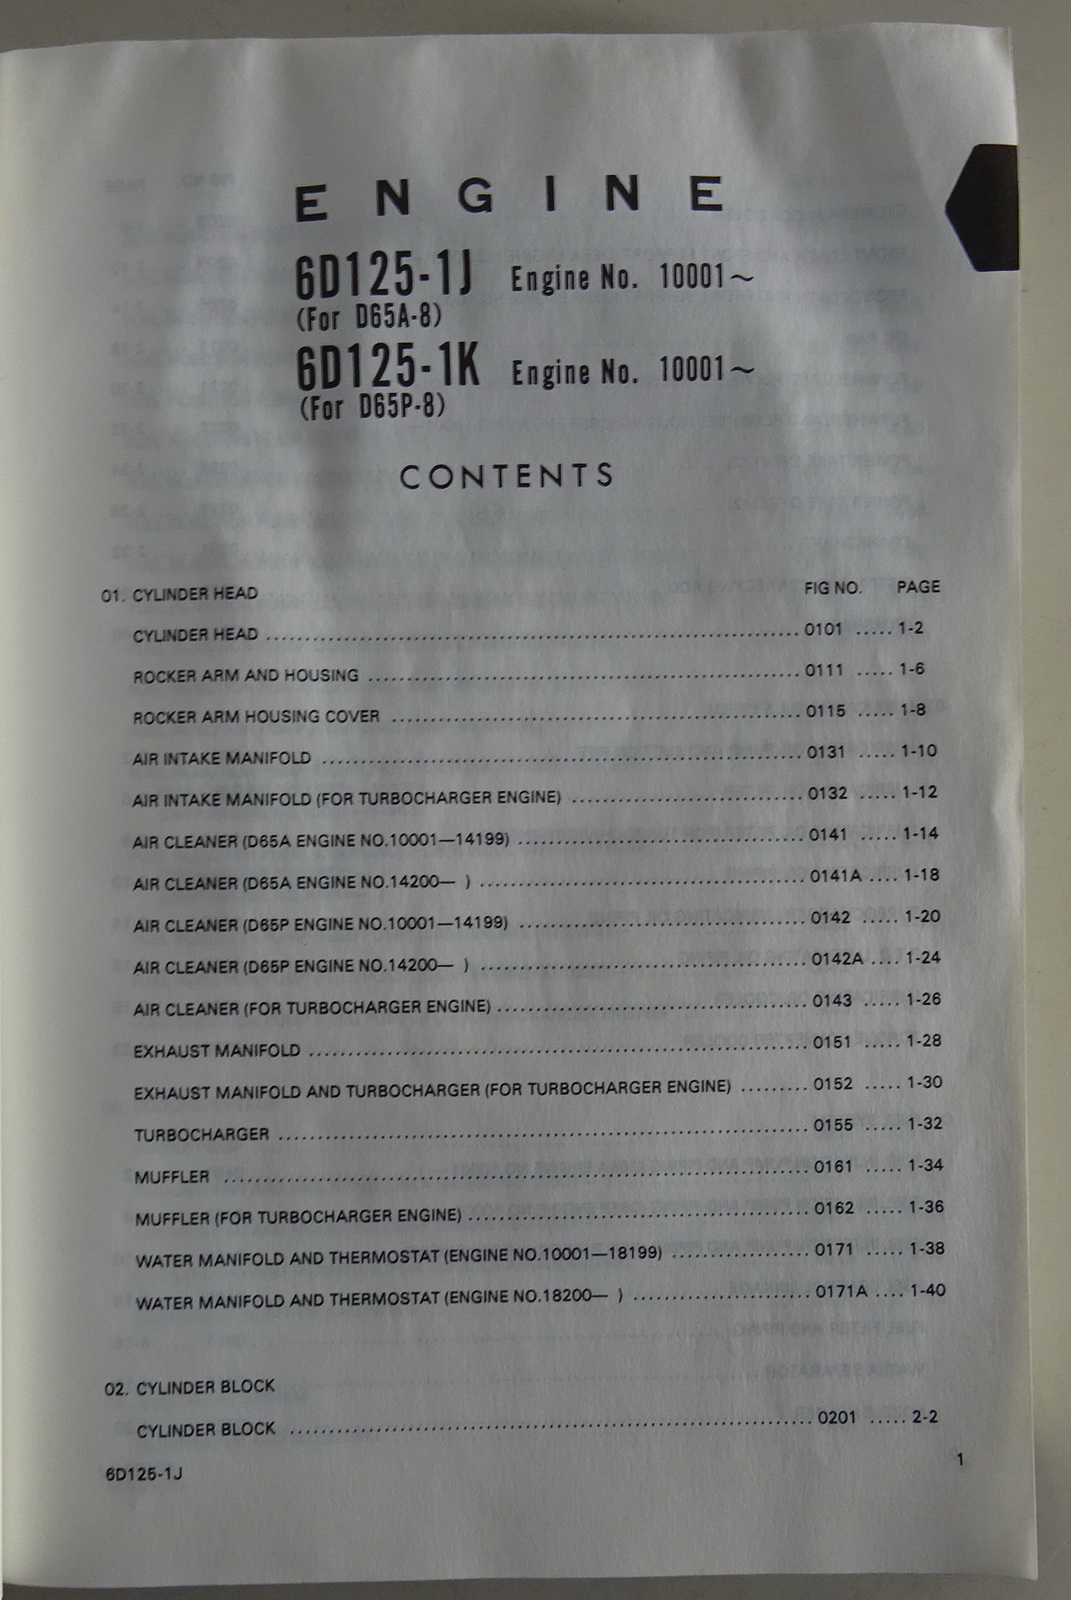 ENGINE
6D125-1J Engine No. 10001~
(For D65A-8)
6D125-1K Engine No. 10001~
(For D65P-8)
CONTENTS
01. CYLINDER HEAD FIG NO. PAGE
CYLINDER HEAD ........ 0101 ..... 1-2
ROCKER ARM AND HOUSING ........ 0111 ..... 1-6
ROCKER ARM HOUSING COVER ........ 0115 ..... 1-8
AIR INTAKE MANIFOLD ........ 0131 ..... 1-10
AIR INTAKE MANIFOLD (FOR TURBOCHARGER ENGINE) ........ 0132 ..... 1-12
AIR CLEANER (D65A ENGINE NO.10001—14199) ........ 0141 ..... 1-14
AIR CLEANER (D65A ENGINE NO.14200— ) ........ 0141A .... 1-18
AIR CLEANER (D65P ENGINE NO.10001—14199) ........ 0142 ..... 1-20
AIR CLEANER (D65P ENGINE NO.14200— ) ........ 0142A .... 1-24
AIR CLEANER (FOR TURBOCHARGER ENGINE) ........ 0143 ..... 1-26
EXHAUST MANIFOLD ........ 0151 ..... 1-28
EXHAUST MANIFOLD AND TURBOCHARGER (FOR TURBOCHARGER ENGINE) ........ 0152 ..... 1-30
TURBOCHARGER ........ 0155 ..... 1-32
MUFFLER ........ 0161 ..... 1-34
MUFFLER (FOR TURBOCHARGER ENGINE) ........ 0162 ..... 1-36
WATER MANIFOLD AND THERMOSTAT (ENGINE NO.10001—18199) ........ 0171 ..... 1-38
WATER MANIFOLD AND THERMOSTAT (ENGINE NO.18200— ) ........ 0171A .... 1-40
02. CYLINDER BLOCK
CYLINDER BLOCK ........ 0201 ..... 2-2
6D125-1J 1